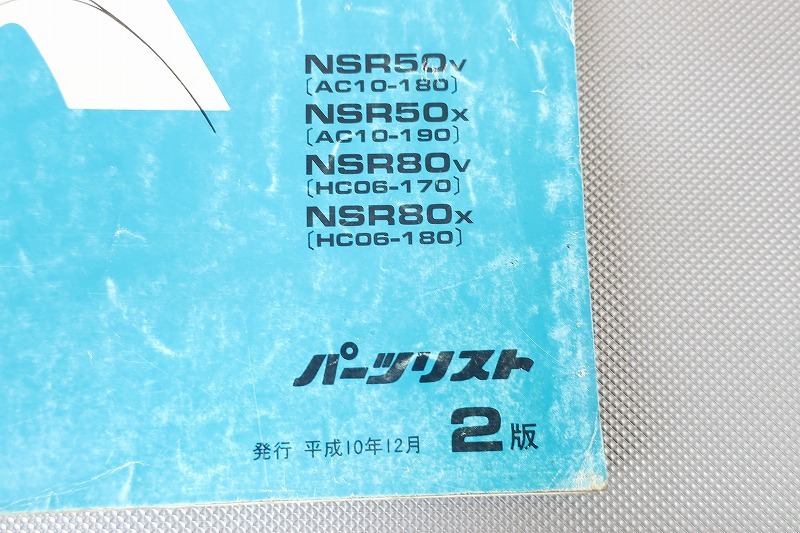 NSR50V
〔AC10-180〕
NSR50X
〔AC10-190〕
NSR80V
〔HC06-170〕
NSR80X
〔HC06-180〕
パーツリスト
発行 平成10年12月 2版